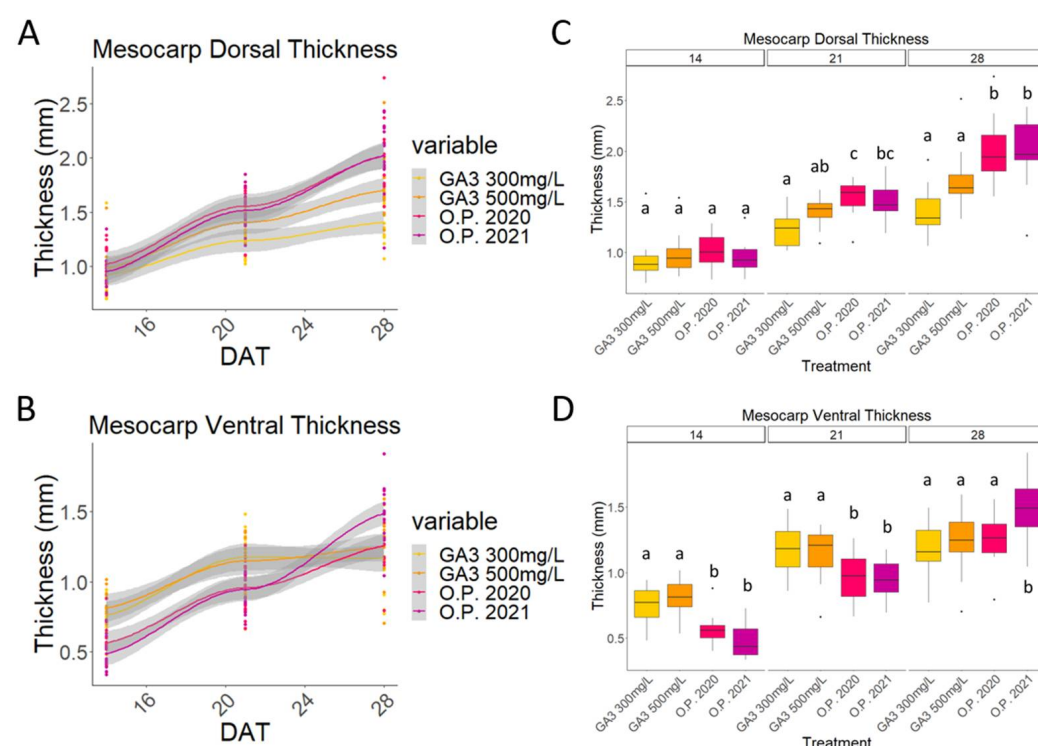 A
Mesocarp Dorsal Thickness
Thickness (mm)
2.5
2.0
1.5
1.0
16
20
24
28
DAT
variable
GA3 300mg/L
GA3 500mg/L
O.P. 2020
O.P. 2021
C
Mesocarp Dorsal Thickness
14
21
28
Thickness (mm)
2.5
2.0
1.5
1.0
a a a a
a ab c bc
a a b b
GA3 300mg/L
GA3 500mg/L
O.P. 2020
O.P. 2021
GA3 300mg/L
GA3 500mg/L
O.P. 2020
O.P. 2021
GA3 300mg/L
GA3 500mg/L
O.P. 2020
O.P. 2021
Treatment
B
Mesocarp Ventral Thickness
Thickness (mm)
1.5
1.0
0.5
16
20
24
28
DAT
variable
GA3 300mg/L
GA3 500mg/L
O.P. 2020
O.P. 2021
D
Mesocarp Ventral Thickness
14
21
28
Thickness (mm)
1.5
1.0
0.5
a a b b
a a b b
a a a b
GA3 300mg/L
GA3 500mg/L
O.P. 2020
O.P. 2021
GA3 300mg/L
GA3 500mg/L
O.P. 2020
O.P. 2021
GA3 300mg/L
GA3 500mg/L
O.P. 2020
O.P. 2021
Treatment